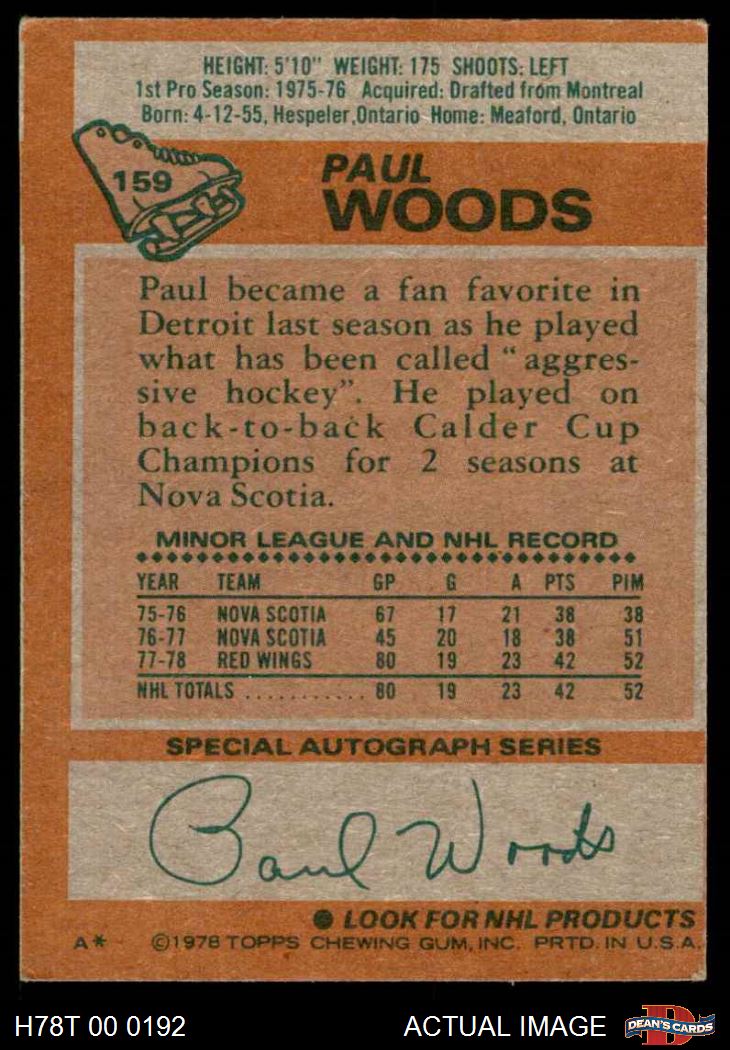 HEIGHT: 5'10" WEIGHT: 175 SHOOTS: LEFT
1st Pro Season: 1975-76 Acquired: Drafted from Montreal
Born: 4-12-55, Hespeler, Ontario Home: Meaford, Ontario
159
PAUL
WOODS
Paul became a fan favorite in
Detroit last season as he played
what has been called "aggres-
sive hockey". He played on
back-to-back Calder Cup
Champions for 2 seasons at
Nova Scotia.
MINOR LEAGUE AND NHL RECORD
YEAR TEAM GP G A PTS PIM
75-76 NOVA SCOTIA 67 17 21 38 38
76-77 NOVA SCOTIA 45 20 18 38 51
77-78 RED WINGS 80 19 23 42 52
NHL TOTALS ........... 80 19 23 42 52
SPECIAL AUTOGRAPH SERIES
Paul Woods
● LOOK FOR NHL PRODUCTS
A* ©1978 TOPPS CHEWING GUM, INC. PRTD. IN U.S.A.
H78T 00 0192 ACTUAL IMAGE D DEAN'S CARDS